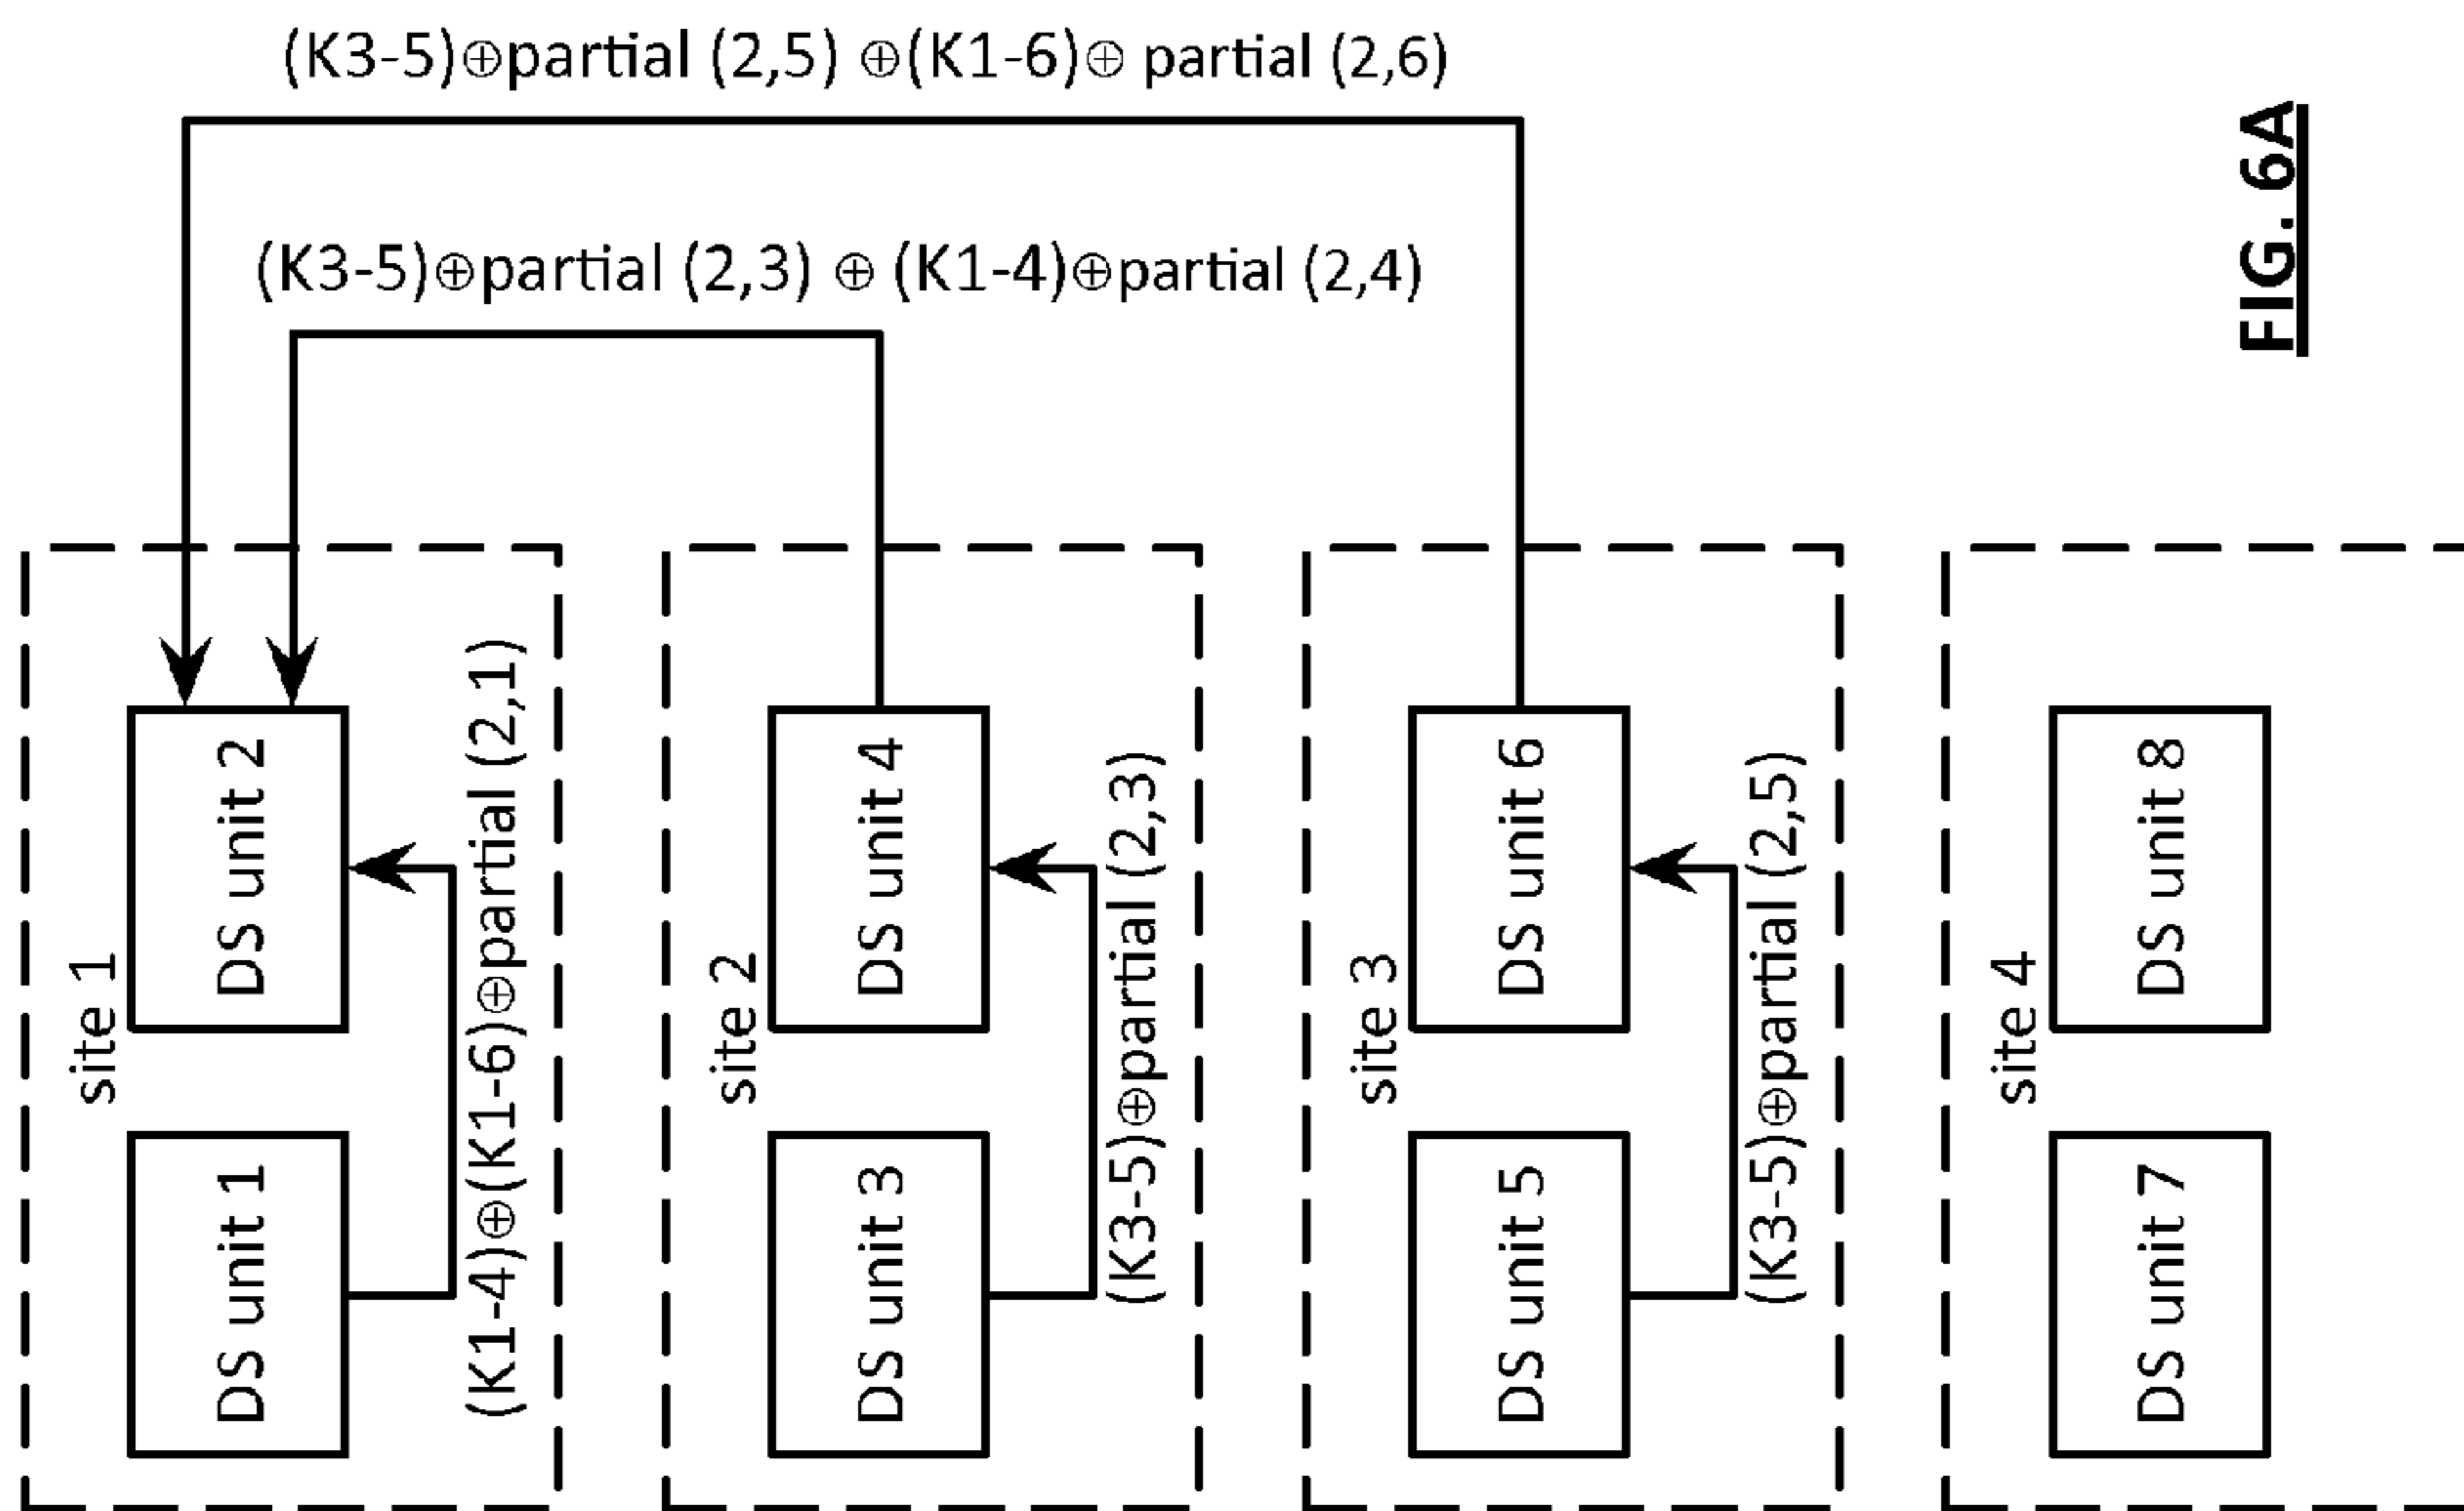 (K3-5)⊕partial (2,5) ⊕(K1-6)⊕ partial (2,6)
(K3-5)⊕partial (2,3) ⊕ (K1-4)⊕partial (2,4)
site 1
DS unit 1
DS unit 2
(K1-4)⊕(K1-6)⊕partial (2,1)
site 2
DS unit 3
DS unit 4
(K3-5)⊕partial (2,3)
site 3
DS unit 5
DS unit 6
(K3-5)⊕partial (2,5)
site 4
DS unit 7
DS unit 8
FIG. 6A